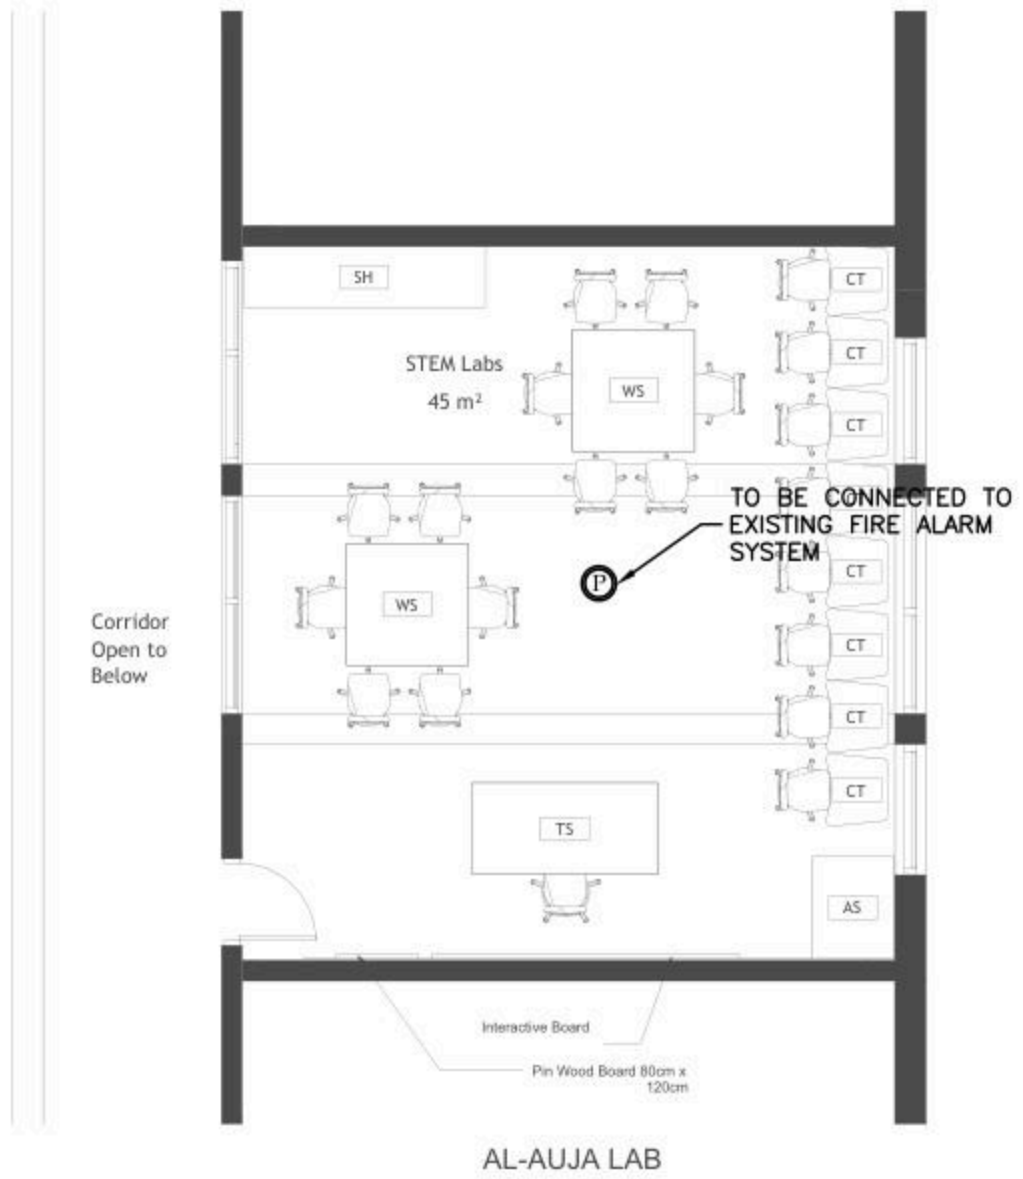 SH
CT
CT
STEM Labs
45 m²
WS
CT
TO BE CONNECTED TO
EXISTING FIRE ALARM
SYSTEM
P
CT
WS
Corridor
Open to
Below
CT
CT
CT
TS
AS
Interactive Board
Pin Wood Board 80cm x
120cm
AL-AUJA LAB